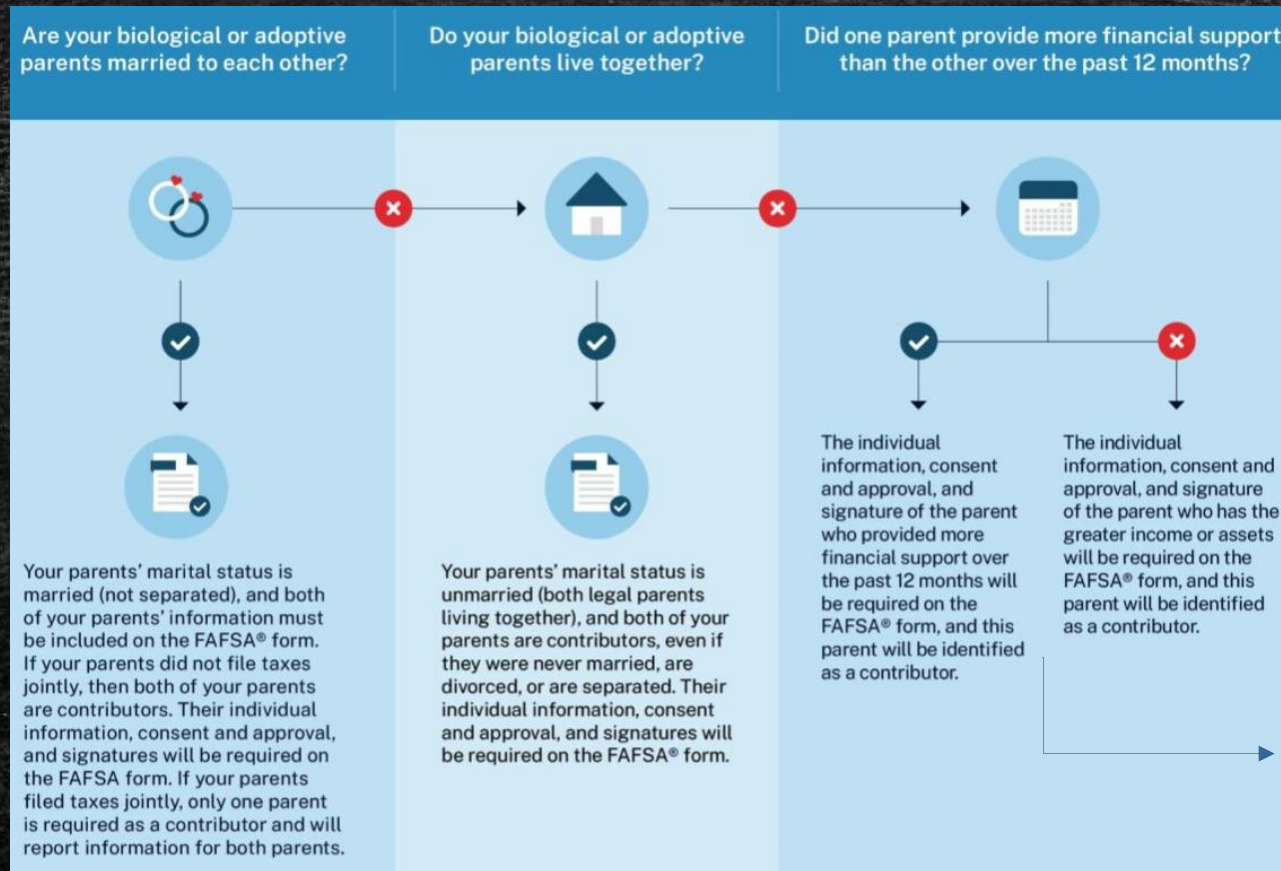 Are your biological or adoptive
parents married to each other?
Do your biological or adoptive
parents live together?
Did one parent provide more financial support
than the other over the past 12 months?
Your parents’ marital status is
married (not separated), and both
of your parents’ information must
be included on the FAFSA® form.
If your parents did not file taxes
jointly, then both of your parents
are contributors. Their individual
information, consent and approval,
and signatures will be required on
the FAFSA form. If your parents
filed taxes jointly, only one parent
is required as a contributor and will
report information for both parents.
Your parents’ marital status is
unmarried (both legal parents
living together), and both of your
parents are contributors, even if
they were never married, are
divorced, or are separated. Their
individual information, consent
and approval, and signatures will
be required on the FAFSA® form.
The individual
information, consent
and approval, and
signature of the parent
who provided more
financial support over
the past 12 months will
be required on the
FAFSA® form, and this
parent will be identified
as a contributor.
The individual
information, consent and
approval, and signature
of the parent who has the
greater income or assets
will be required on the
FAFSA® form, and this
parent will be identified
as a contributor.